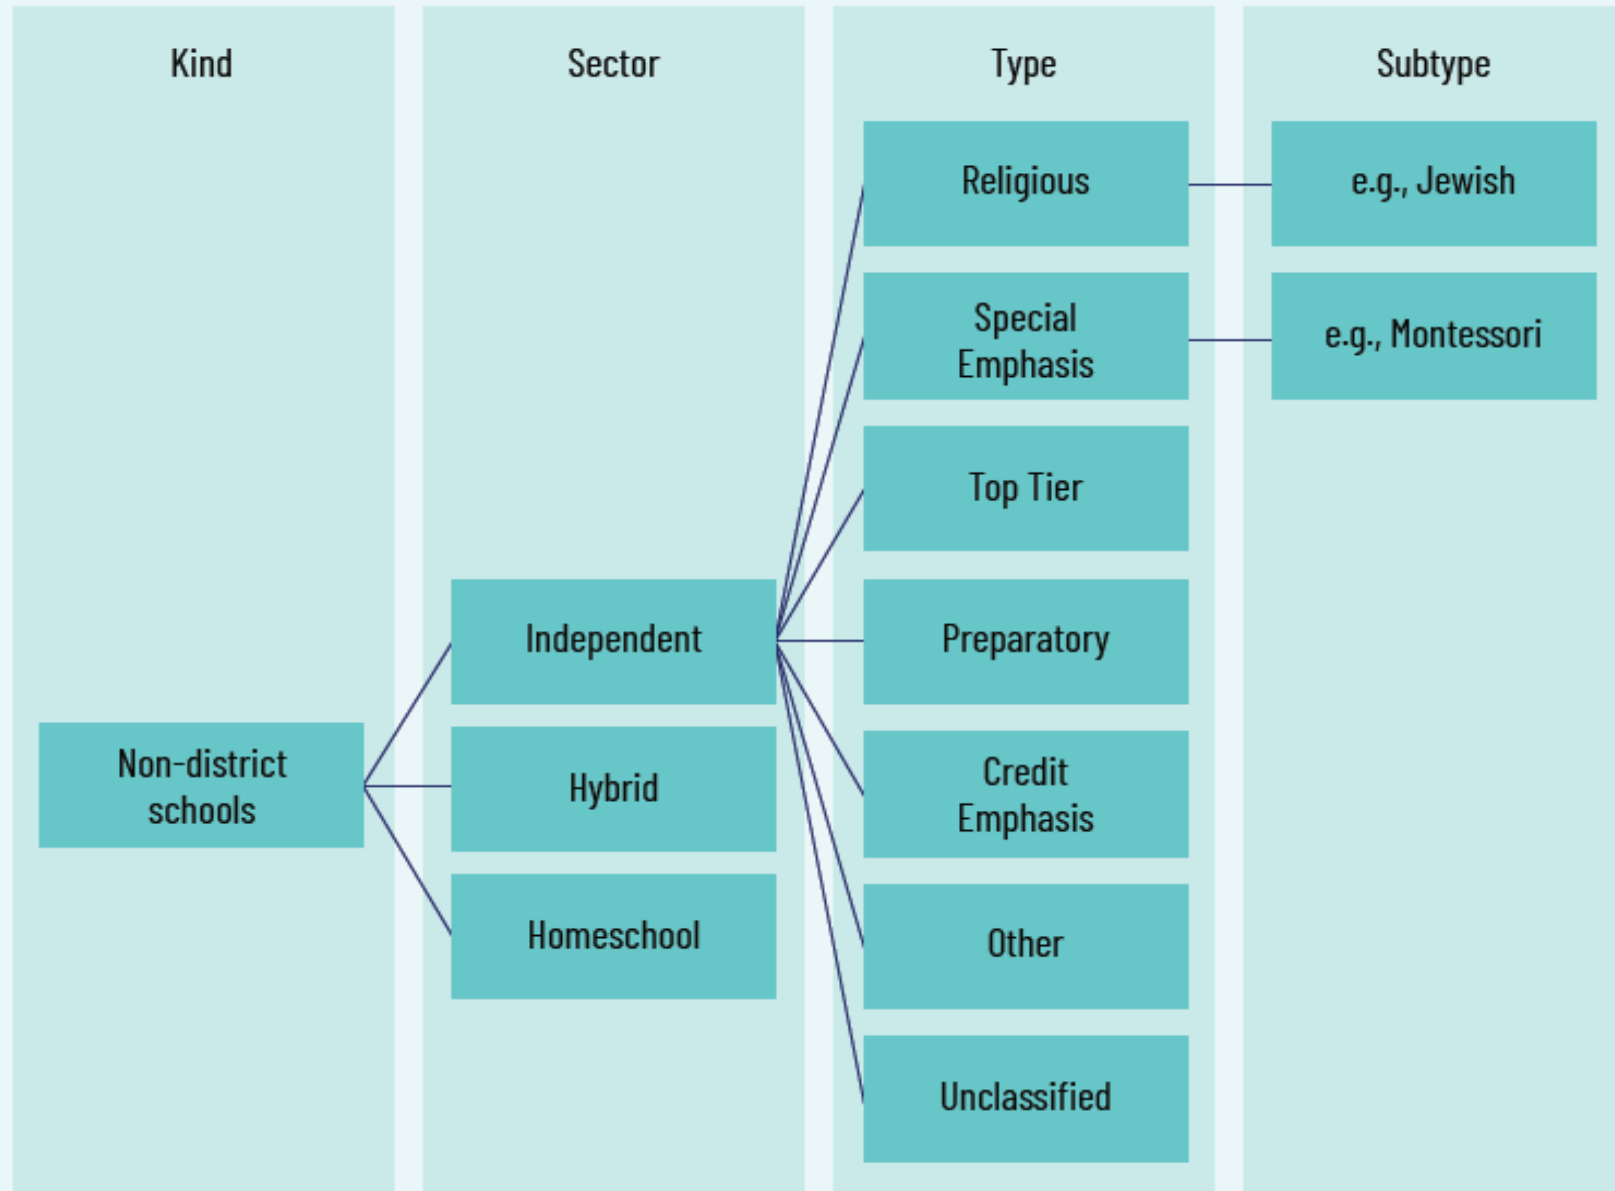 Kind
Sector
Type
Subtype
Religious
e.g., Jewish
Special
Emphasis
e.g., Montessori
Top Tier
Independent
Preparatory
Non-district
schools
Hybrid
Credit
Emphasis
Homeschool
Other
Unclassified